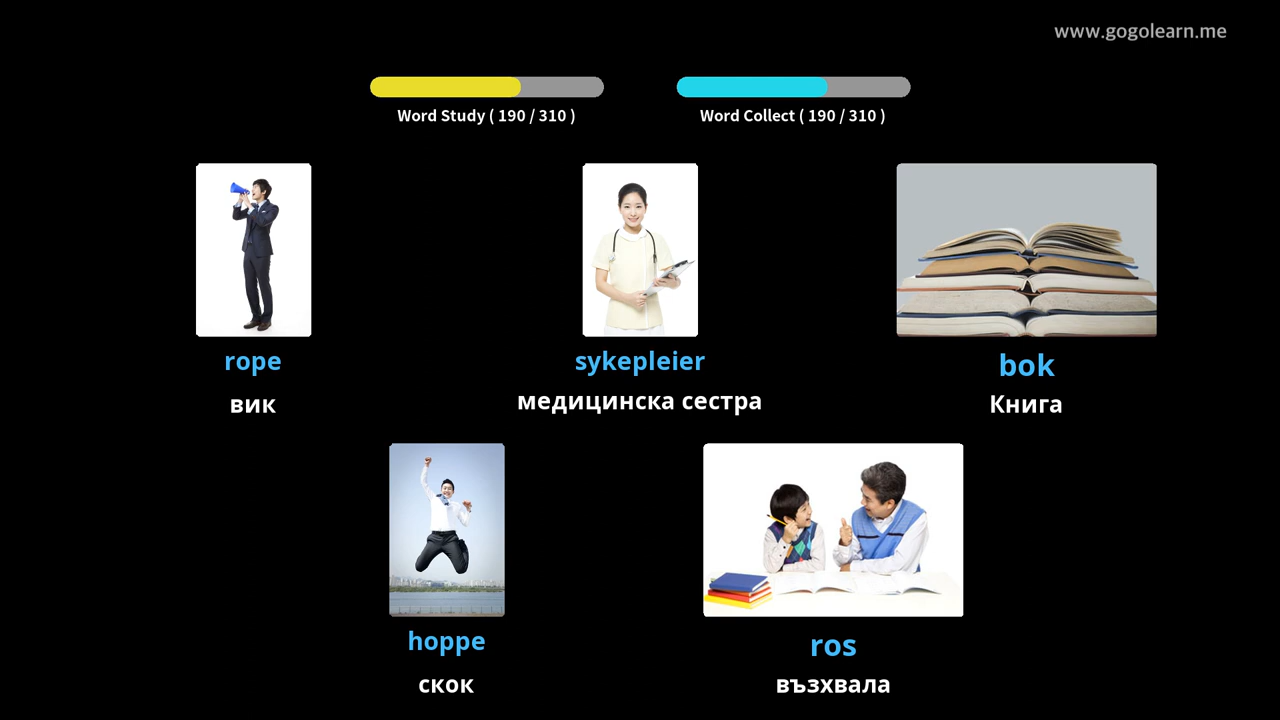 www.gogolearn.me
Word Study ( 190 / 310 )
Word Collect ( 190 / 310 )
rope
вик
sykepleier
медицинска сестра
bok
Книга
hoppe
скок
ros
възхвала